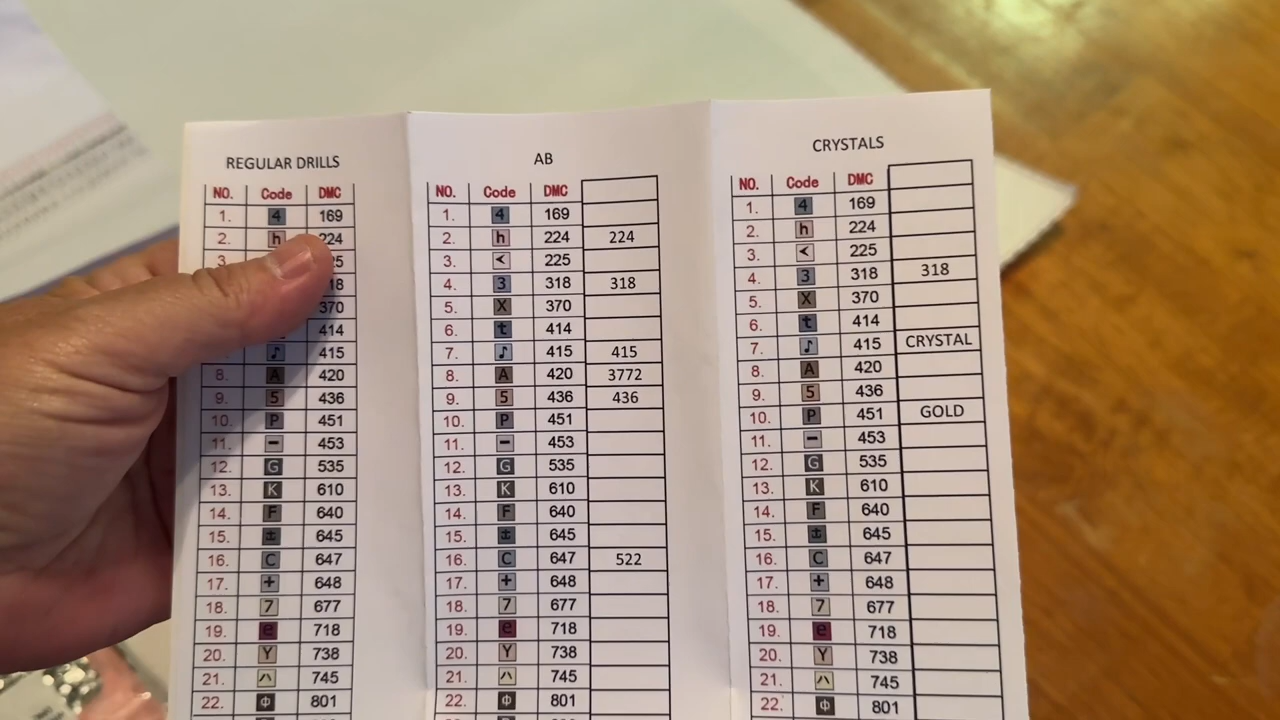 REGULAR DRILLS
NO. Code DMC
1. 4 169
2. h 224
3.
370
414
♪ 415
8. A 420
9. 5 436
10. P 451
11. − 453
12. G 535
13. K 610
14. F 640
15. ± 645
16. C 647
17. + 648
18. 7 677
19. e 718
20. Y 738
21. ^ 745
22. Φ 801
AB
NO. Code DMC
1. 4 169
2. h 224 224
3. < 225
4. 3 318 318
5. X 370
6. t 414
7. ♪ 415 415
8. A 420 3772
9. 5 436 436
10. P 451
11. − 453
12. G 535
13. K 610
14. F 640
15. ± 645
16. C 647 522
17. + 648
18. 7 677
19. e 718
20. Y 738
21. ^ 745
22. Φ 801
CRYSTALS
NO. Code DMC
1. 4 169
2. h 224
3. < 225
4. 3 318 318
5. X 370
6. t 414
7. ♪ 415 CRYSTAL
8. A 420
9. 5 436
10. P 451 GOLD
11. − 453
12. G 535
13. K 610
14. F 640
15. ± 645
16. C 647
17. + 648
18. 7 677
19. e 718
20. Y 738
21. ^ 745
22. Φ 801